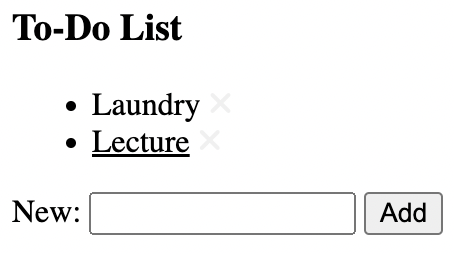 To-Do List
• Laundry ×
• Lecture ×
New: Add